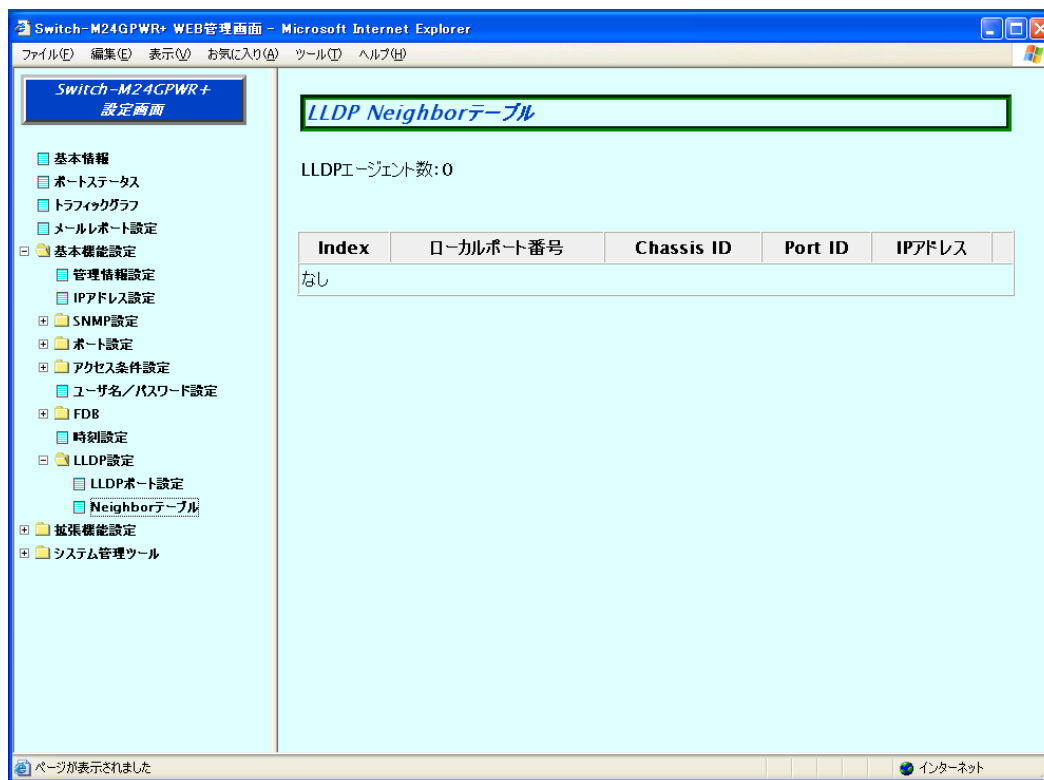 Switch-M24GPWR+ WEB管理画面 - Microsoft Internet Explorer
ファイル(F) 編集(E) 表示(V) お気に入り(A) ツール(T) ヘルプ(H)
Switch-M24GPWR+
設定画面
基本情報
ポートステータス
トラフィックグラフ
メールレポート設定
基本機能設定
管理情報設定
IPアドレス設定
SNMP設定
ポート設定
アクセス条件設定
ユーザ名／パスワード設定
FDB
時刻設定
LLDP設定
LLDPポート設定
Neighborテーブル
拡張機能設定
システム管理ツール
LLDP Neighborテーブル
LLDPエージェント数:0
Index ローカルポート番号 Chassis ID Port ID IPアドレス
なし
ページが表示されました インターネット